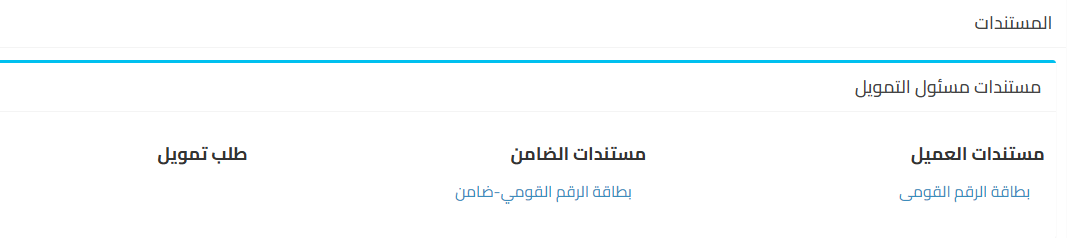 المستندات
مستندات مسئول التمويل
مستندات العميل
مستندات الضامن
طلب تمويل
بطاقة الرقم القومى
بطاقة الرقم القومي-ضامن